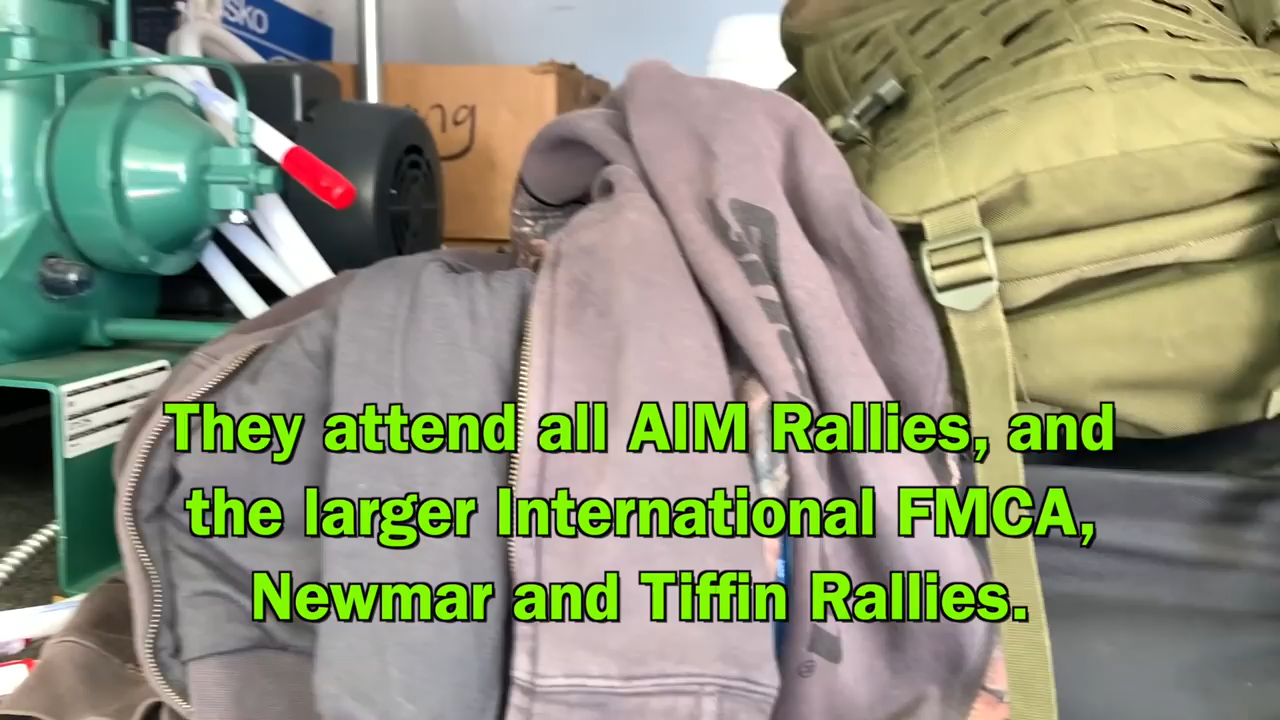 They attend all AIM Rallies, and
the larger International FMCA,
Newmar and Tiffin Rallies.